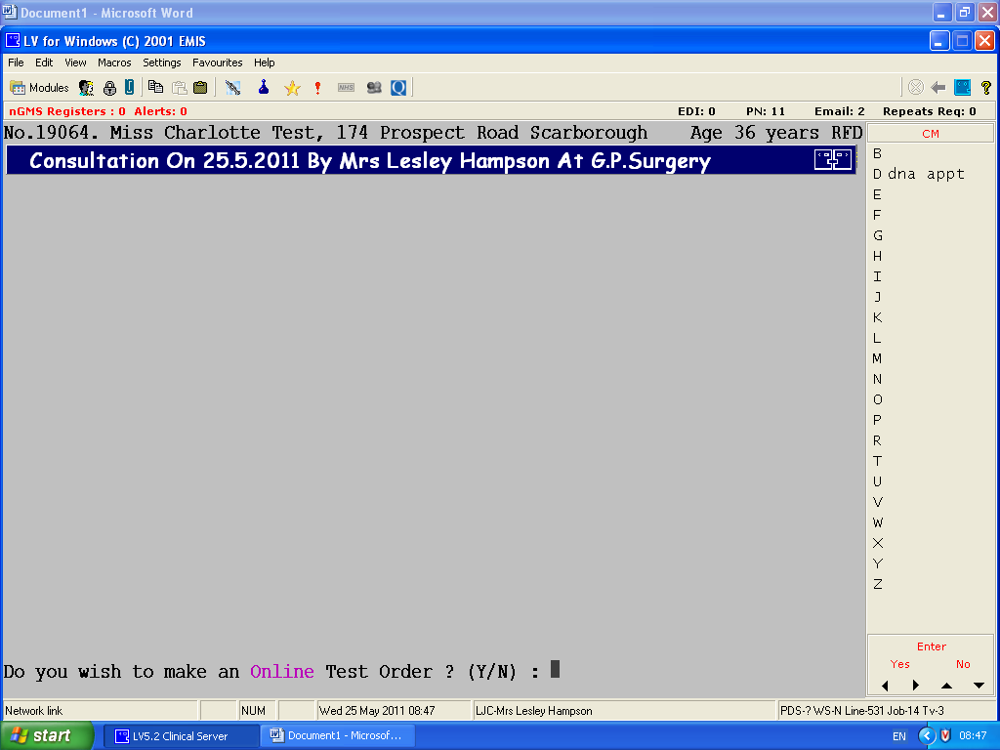 Document1 - Microsoft Word
LV for Windows (C) 2001 EMIS
File Edit View Macros Settings Favourites Help
Modules NHS Q ?
nGMS Registers : 0 Alerts: 0 EDI: 0 PN: 11 Email: 2 Repeats Req: 0
No.19064. Miss Charlotte Test, 174 Prospect Road Scarborough Age 36 years RFD
CM
Consultation On 25.5.2011 By Mrs Lesley Hampson At G.P.Surgery
B
D dna appt
E
F
G
H
I
J
K
L
M
N
O
P
R
T
U
V
W
X
Y
Z
Enter
Yes No
Do you wish to make an Online Test Order ? (Y/N) :
Network link NUM Wed 25 May 2011 08:47 LJC-Mrs Lesley Hampson PDS-? WS-N Line-531 Job-14 Tv-3
start LV5.2 Clinical Server Document1 - Microsof... EN 08:47